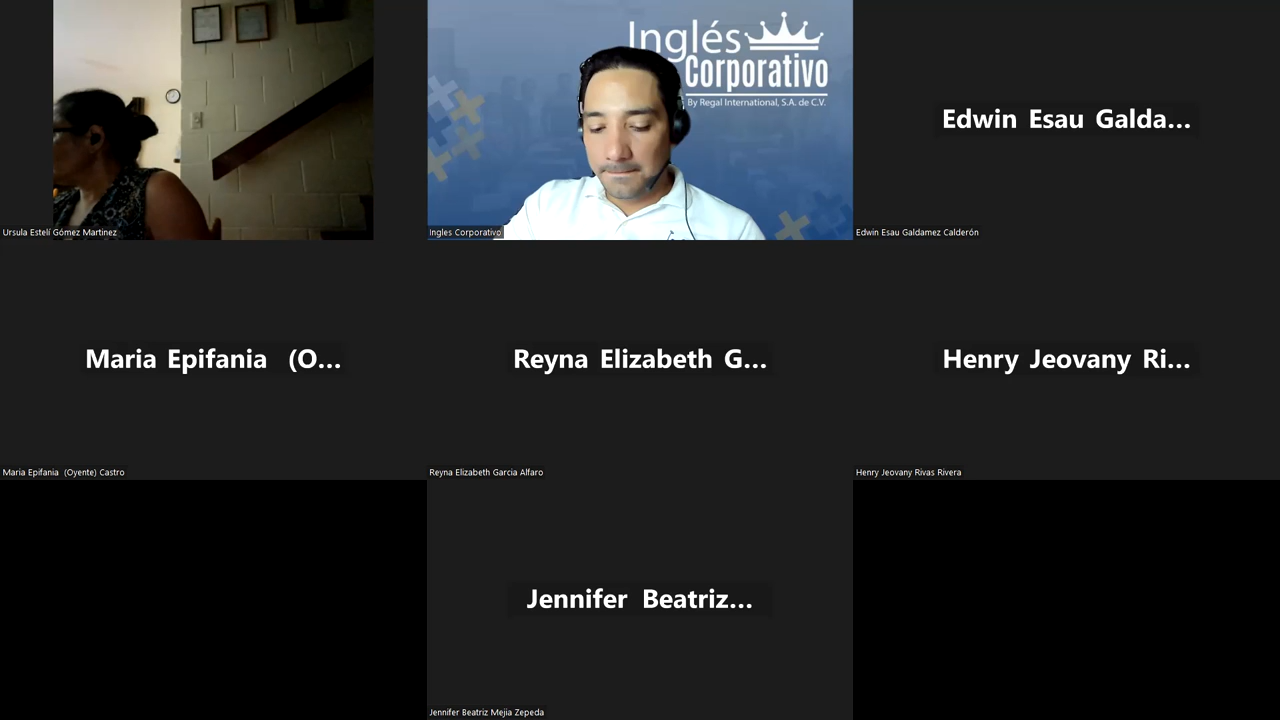 Inglés
Corporativo
By Regal International, S.A. de C.V.
Edwin Esau Galda...
Ursula Estelí Gómez Martinez
Ingles Corporativo
Edwin Esau Galdamez Calderón
Maria Epifania (O...
Reyna Elizabeth G...
Henry Jeovany Ri...
Maria Epifania (Oyente) Castro
Reyna Elizabeth Garcia Alfaro
Henry Jeovany Rivas Rivera
Jennifer Beatriz...
Jennifer Beatriz Mejia Zepeda